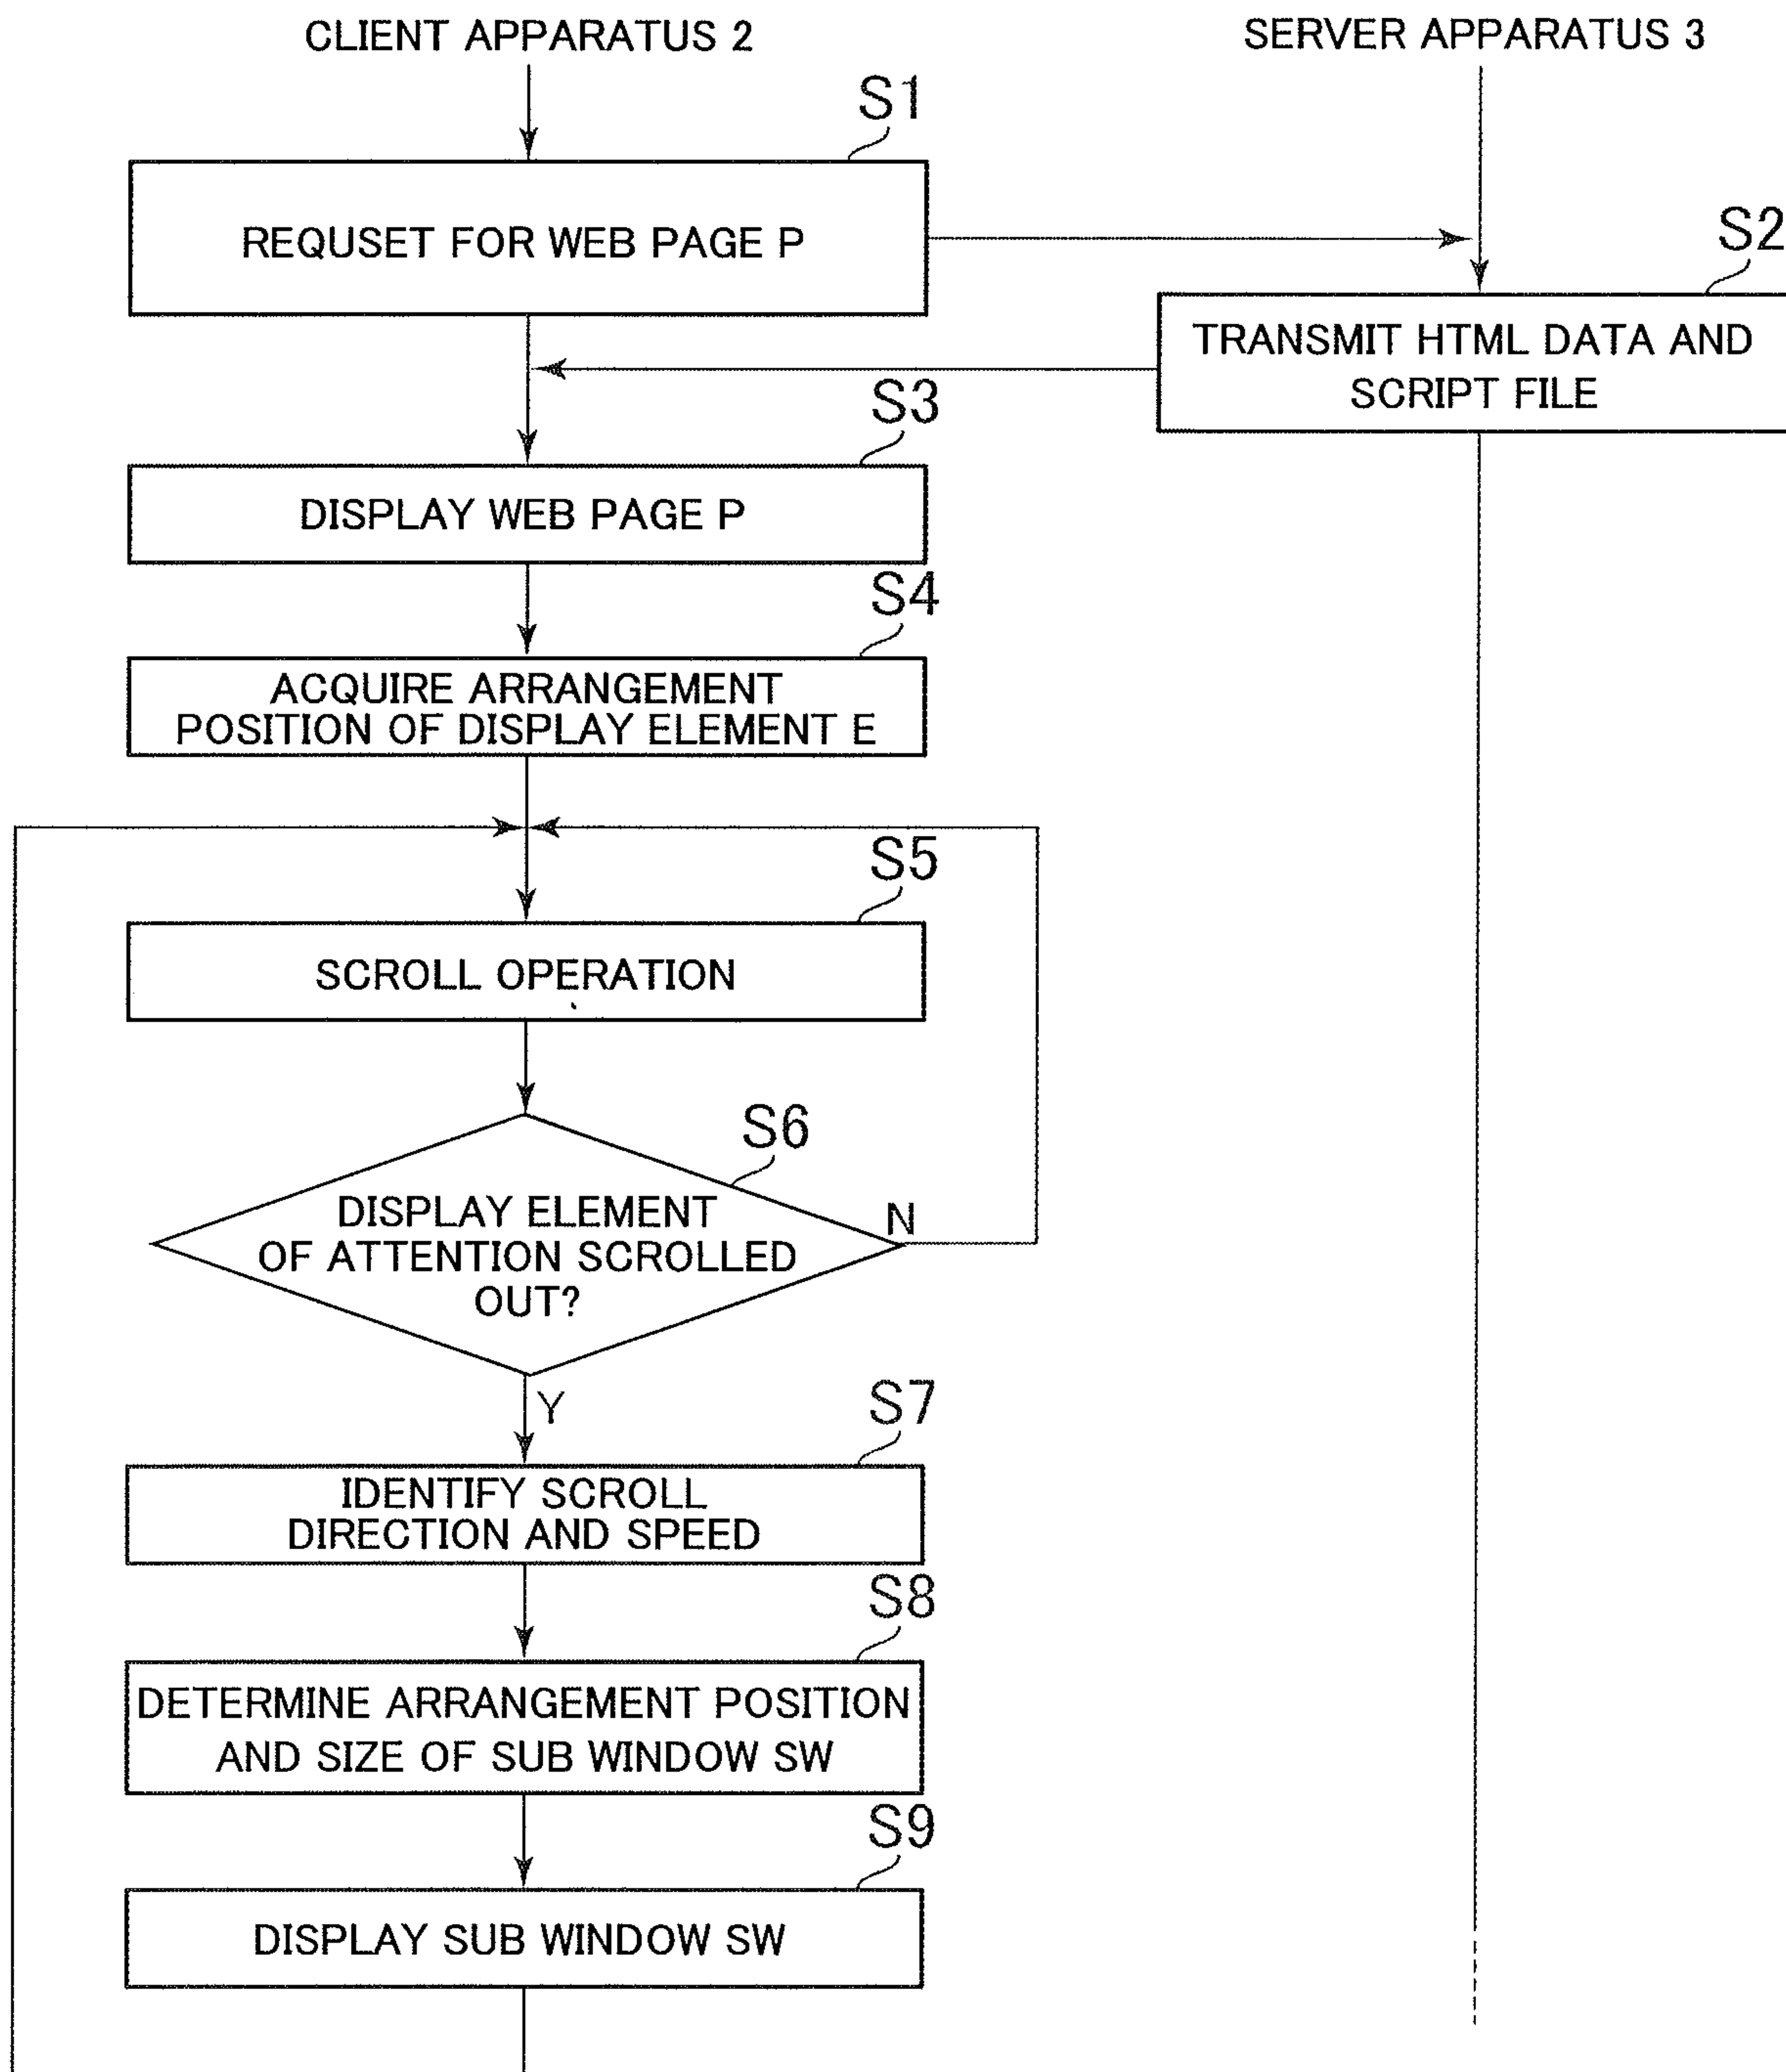 CLIENT APPARATUS 2
SERVER APPARATUS 3
S1
REQUSET FOR WEB PAGE P
S2
TRANSMIT HTML DATA AND
SCRIPT FILE
S3
DISPLAY WEB PAGE P
S4
ACQUIRE ARRANGEMENT
POSITION OF DISPLAY ELEMENT E
S5
SCROLL OPERATION
S6
DISPLAY ELEMENT
OF ATTENTION SCROLLED
OUT?
N
Y
S7
IDENTIFY SCROLL
DIRECTION AND SPEED
S8
DETERMINE ARRANGEMENT POSITION
AND SIZE OF SUB WINDOW SW
S9
DISPLAY SUB WINDOW SW